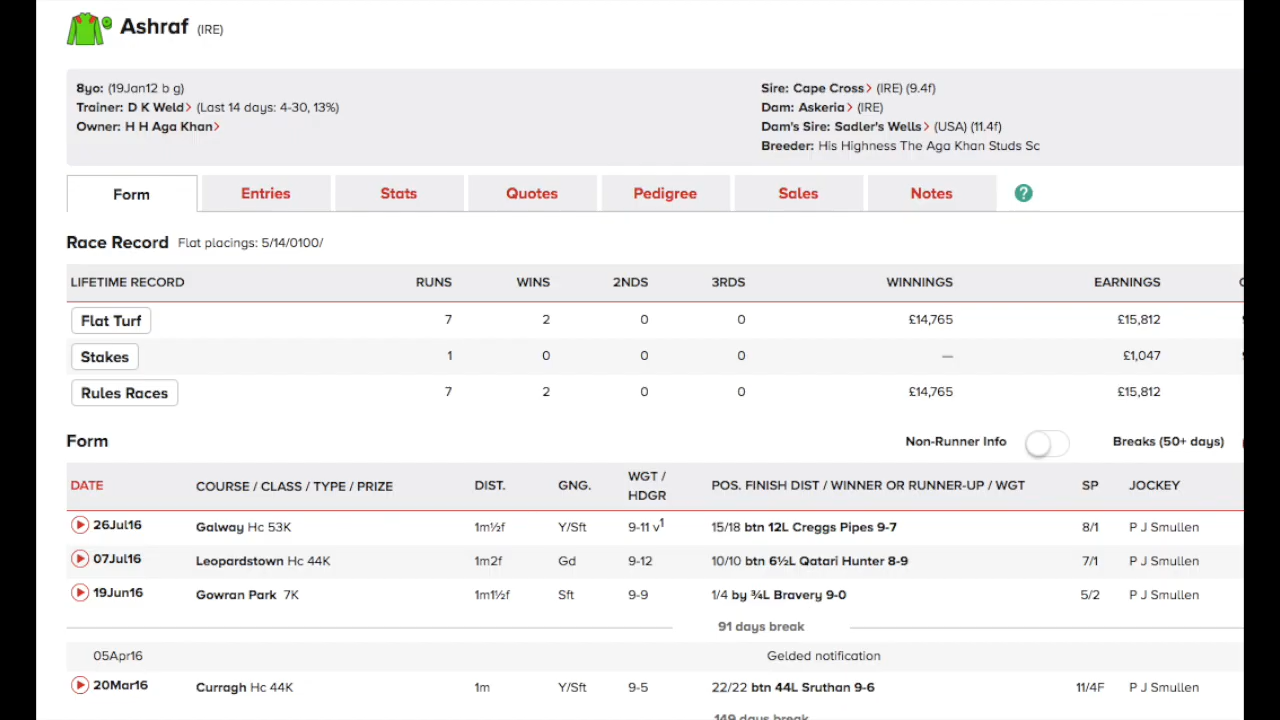 Ashraf (IRE)
8yo: (19Jan12 b g)
Trainer: D K Weld> (Last 14 days: 4-30, 13%)
Owner: H H Aga Khan>
Sire: Cape Cross> (IRE) (9.4f)
Dam: Askeria> (IRE)
Dam's Sire: Sadler's Wells> (USA) (11.4f)
Breeder: His Highness The Aga Khan Studs Sc
Form Entries Stats Quotes Pedigree Sales Notes ?
Race Record Flat placings: 5/14/0100/
LIFETIME RECORD RUNS WINS 2NDS 3RDS WINNINGS EARNINGS
Flat Turf 7 2 0 0 £14,765 £15,812
Stakes 1 0 0 0 — £1,047
Rules Races 7 2 0 0 £14,765 £15,812
Form Non-Runner Info Breaks (50+ days)
DATE COURSE / CLASS / TYPE / PRIZE DIST. GNG. WGT / HDGR POS. FINISH DIST / WINNER OR RUNNER-UP / WGT SP JOCKEY
26Jul16 Galway Hc 53K 1m½f Y/Sft 9-11 v¹ 15/18 btn 12L Creggs Pipes 9-7 8/1 P J Smullen
07Jul16 Leopardstown Hc 44K 1m2f Gd 9-12 10/10 btn 6½L Qatari Hunter 8-9 7/1 P J Smullen
19Jun16 Gowran Park 7K 1m1½f Sft 9-9 1/4 by ¾L Bravery 9-0 5/2 P J Smullen
91 days break
05Apr16 Gelded notification
20Mar16 Curragh Hc 44K 1m Y/Sft 9-5 22/22 btn 44L Sruthan 9-6 11/4F P J Smullen
149 days break